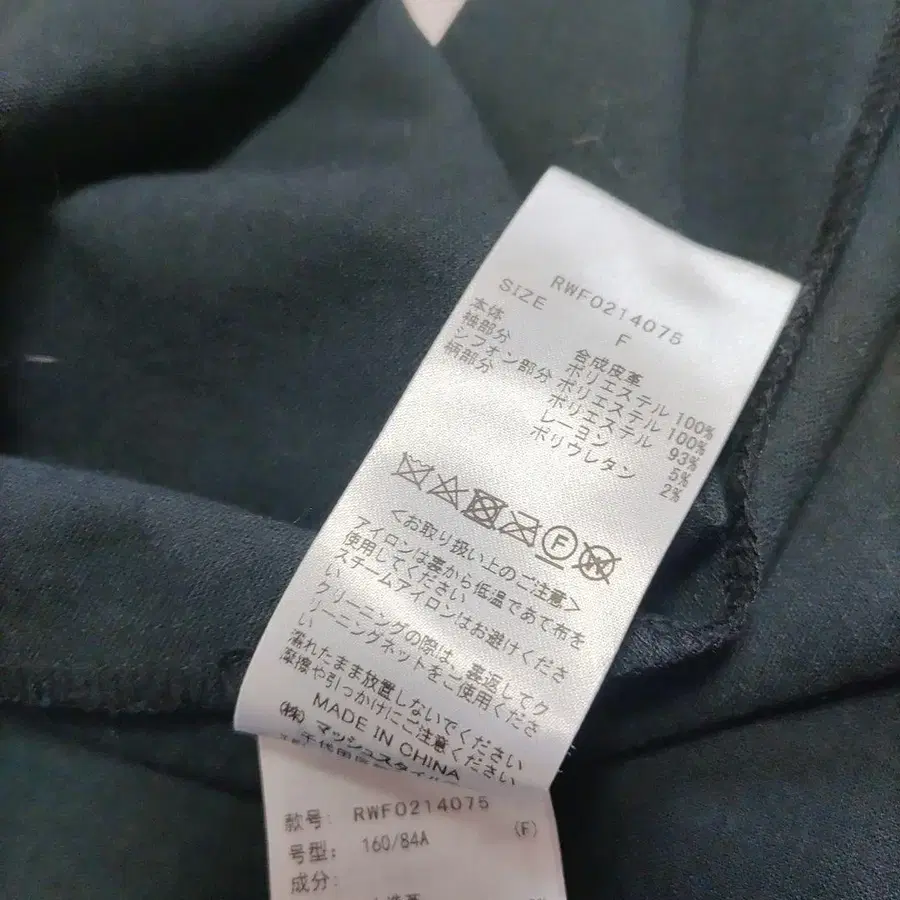 RWF0214075
SIZE F
本体 合成皮革
袖部分 ポリエステル 100%
シフォン部分 ポリエステル 100%
柄部分 ポリエステル 93%
レーヨン 5%
ポリウレタン 2%
F
W
<お取り扱い上のご注意>
アイロンは裏から低温であて布を
使用してください
スチームアイロンはお避けくださ
い
クリーニングの際は、裏返してク
リーニングネットをご使用くださ
い
濡れたまま放置しないでください
摩擦や引っかけにご注意ください
MADE IN CHINA
(株)マッシュスタイル
千代田区
款号: RWF0214075
号型: 160/84A (F)
成分: